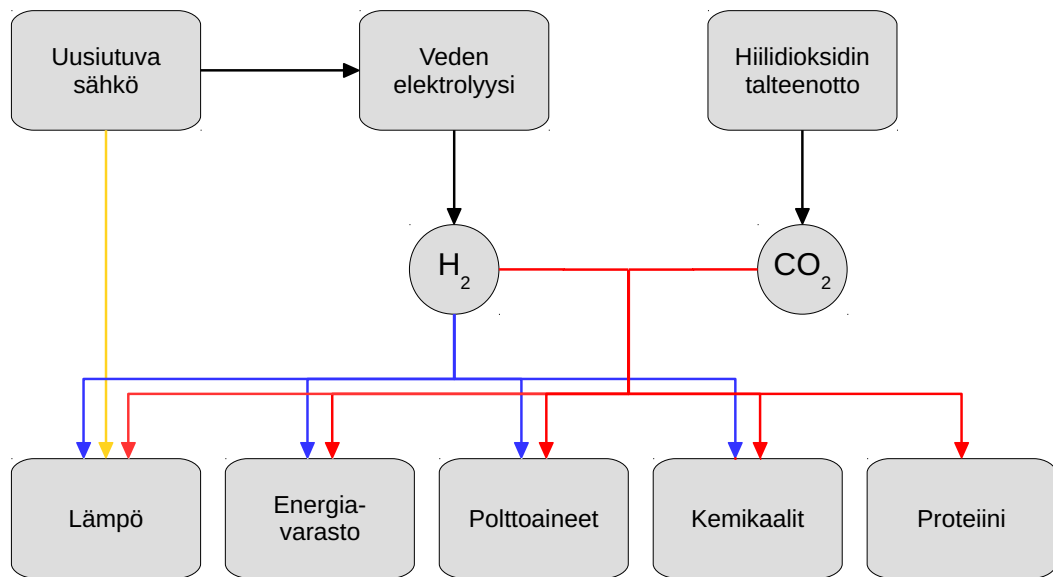 Uusiutuva
sähkö
Veden
elektrolyysi
Hiilidioksidin
talteenotto
H2
CO2
Lämpö
Energia-
varasto
Polttoaineet
Kemikaalit
Proteiini